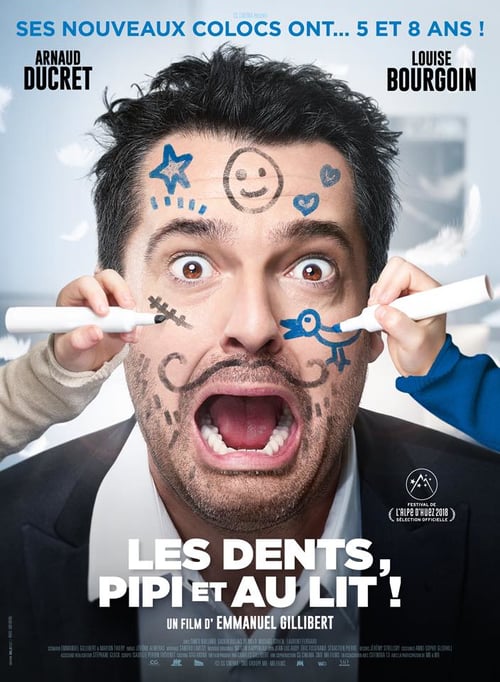 SES NOUVEAUX COLOCS ONT... 5 ET 8 ANS !
ARNAUD
DUCRET
LOUISE
BOURGOIN
FESTIVAL DE
L'ALPE D'HUEZ 2018
SÉLECTION OFFICIELLE
LES DENTS,
PIPI ET AU LIT !
UN FILM D'EMMANUEL GILLIBERT